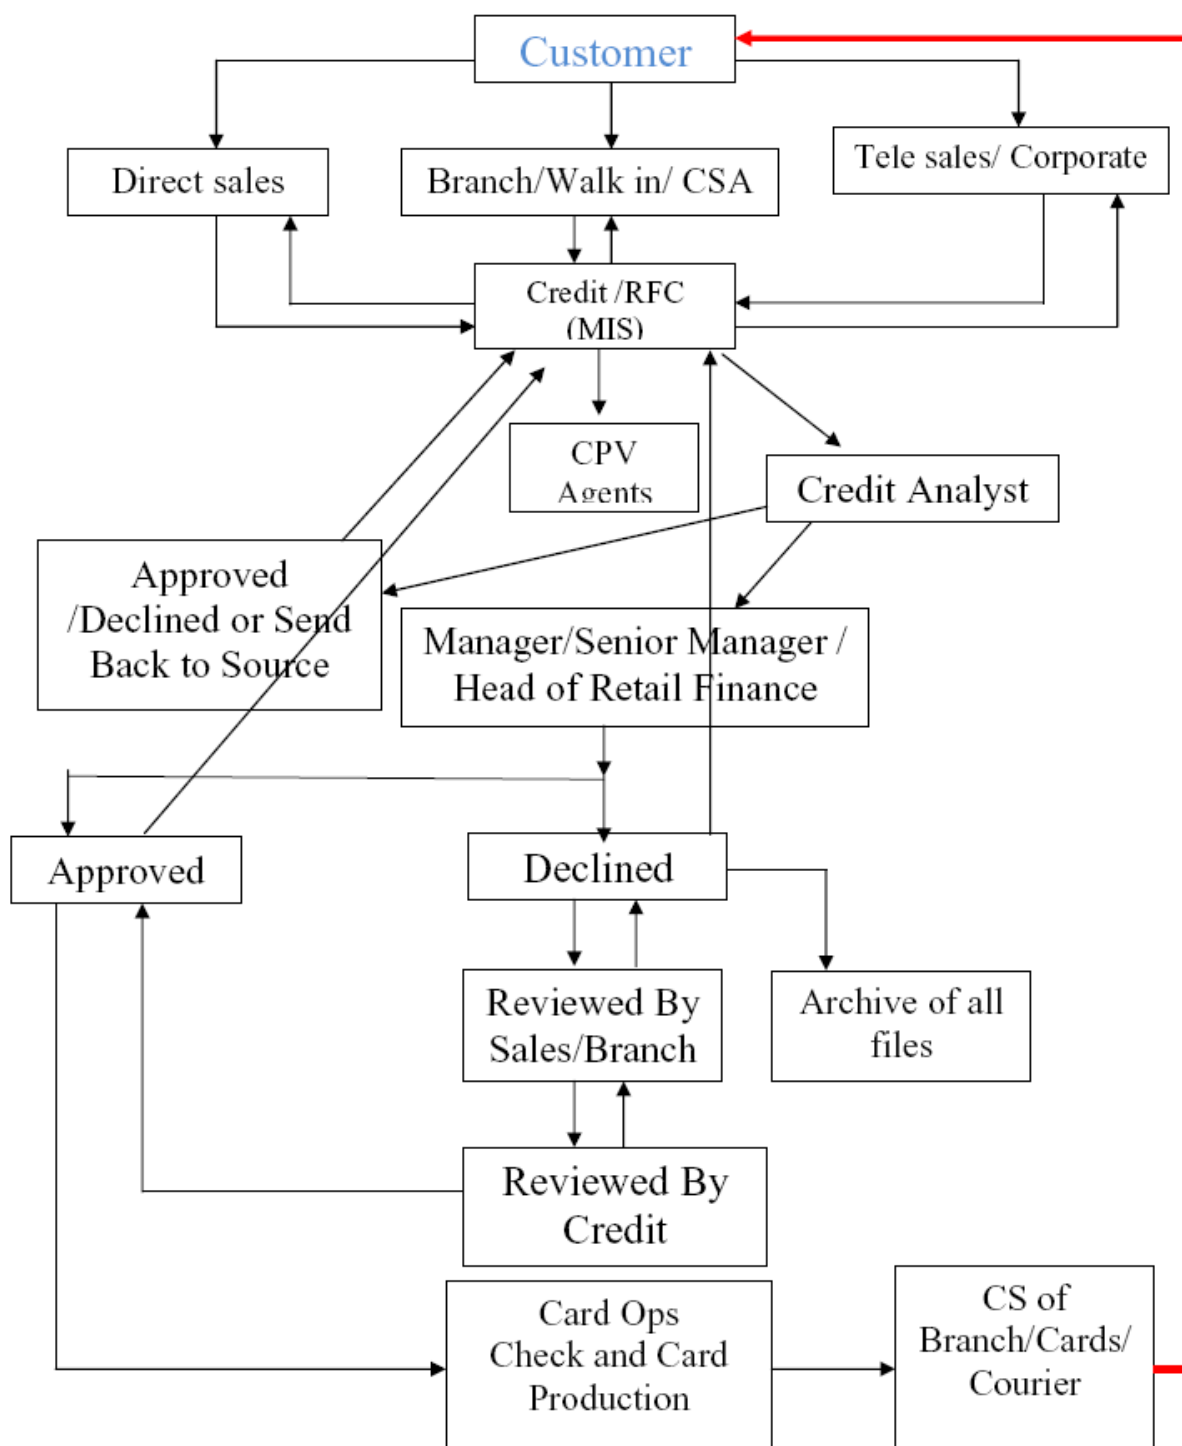 Customer
Direct sales
Branch/Walk in/ CSA
Tele sales/ Corporate
Credit /RFC
(MIS)
CPV
Agents
Credit Analyst
Approved
/Declined or Send
Back to Source
Manager/Senior Manager /
Head of Retail Finance
Approved
Declined
Reviewed By
Sales/Branch
Archive of all
files
Reviewed By
Credit
Card Ops
Check and Card
Production
CS of
Branch/Cards/
Courier